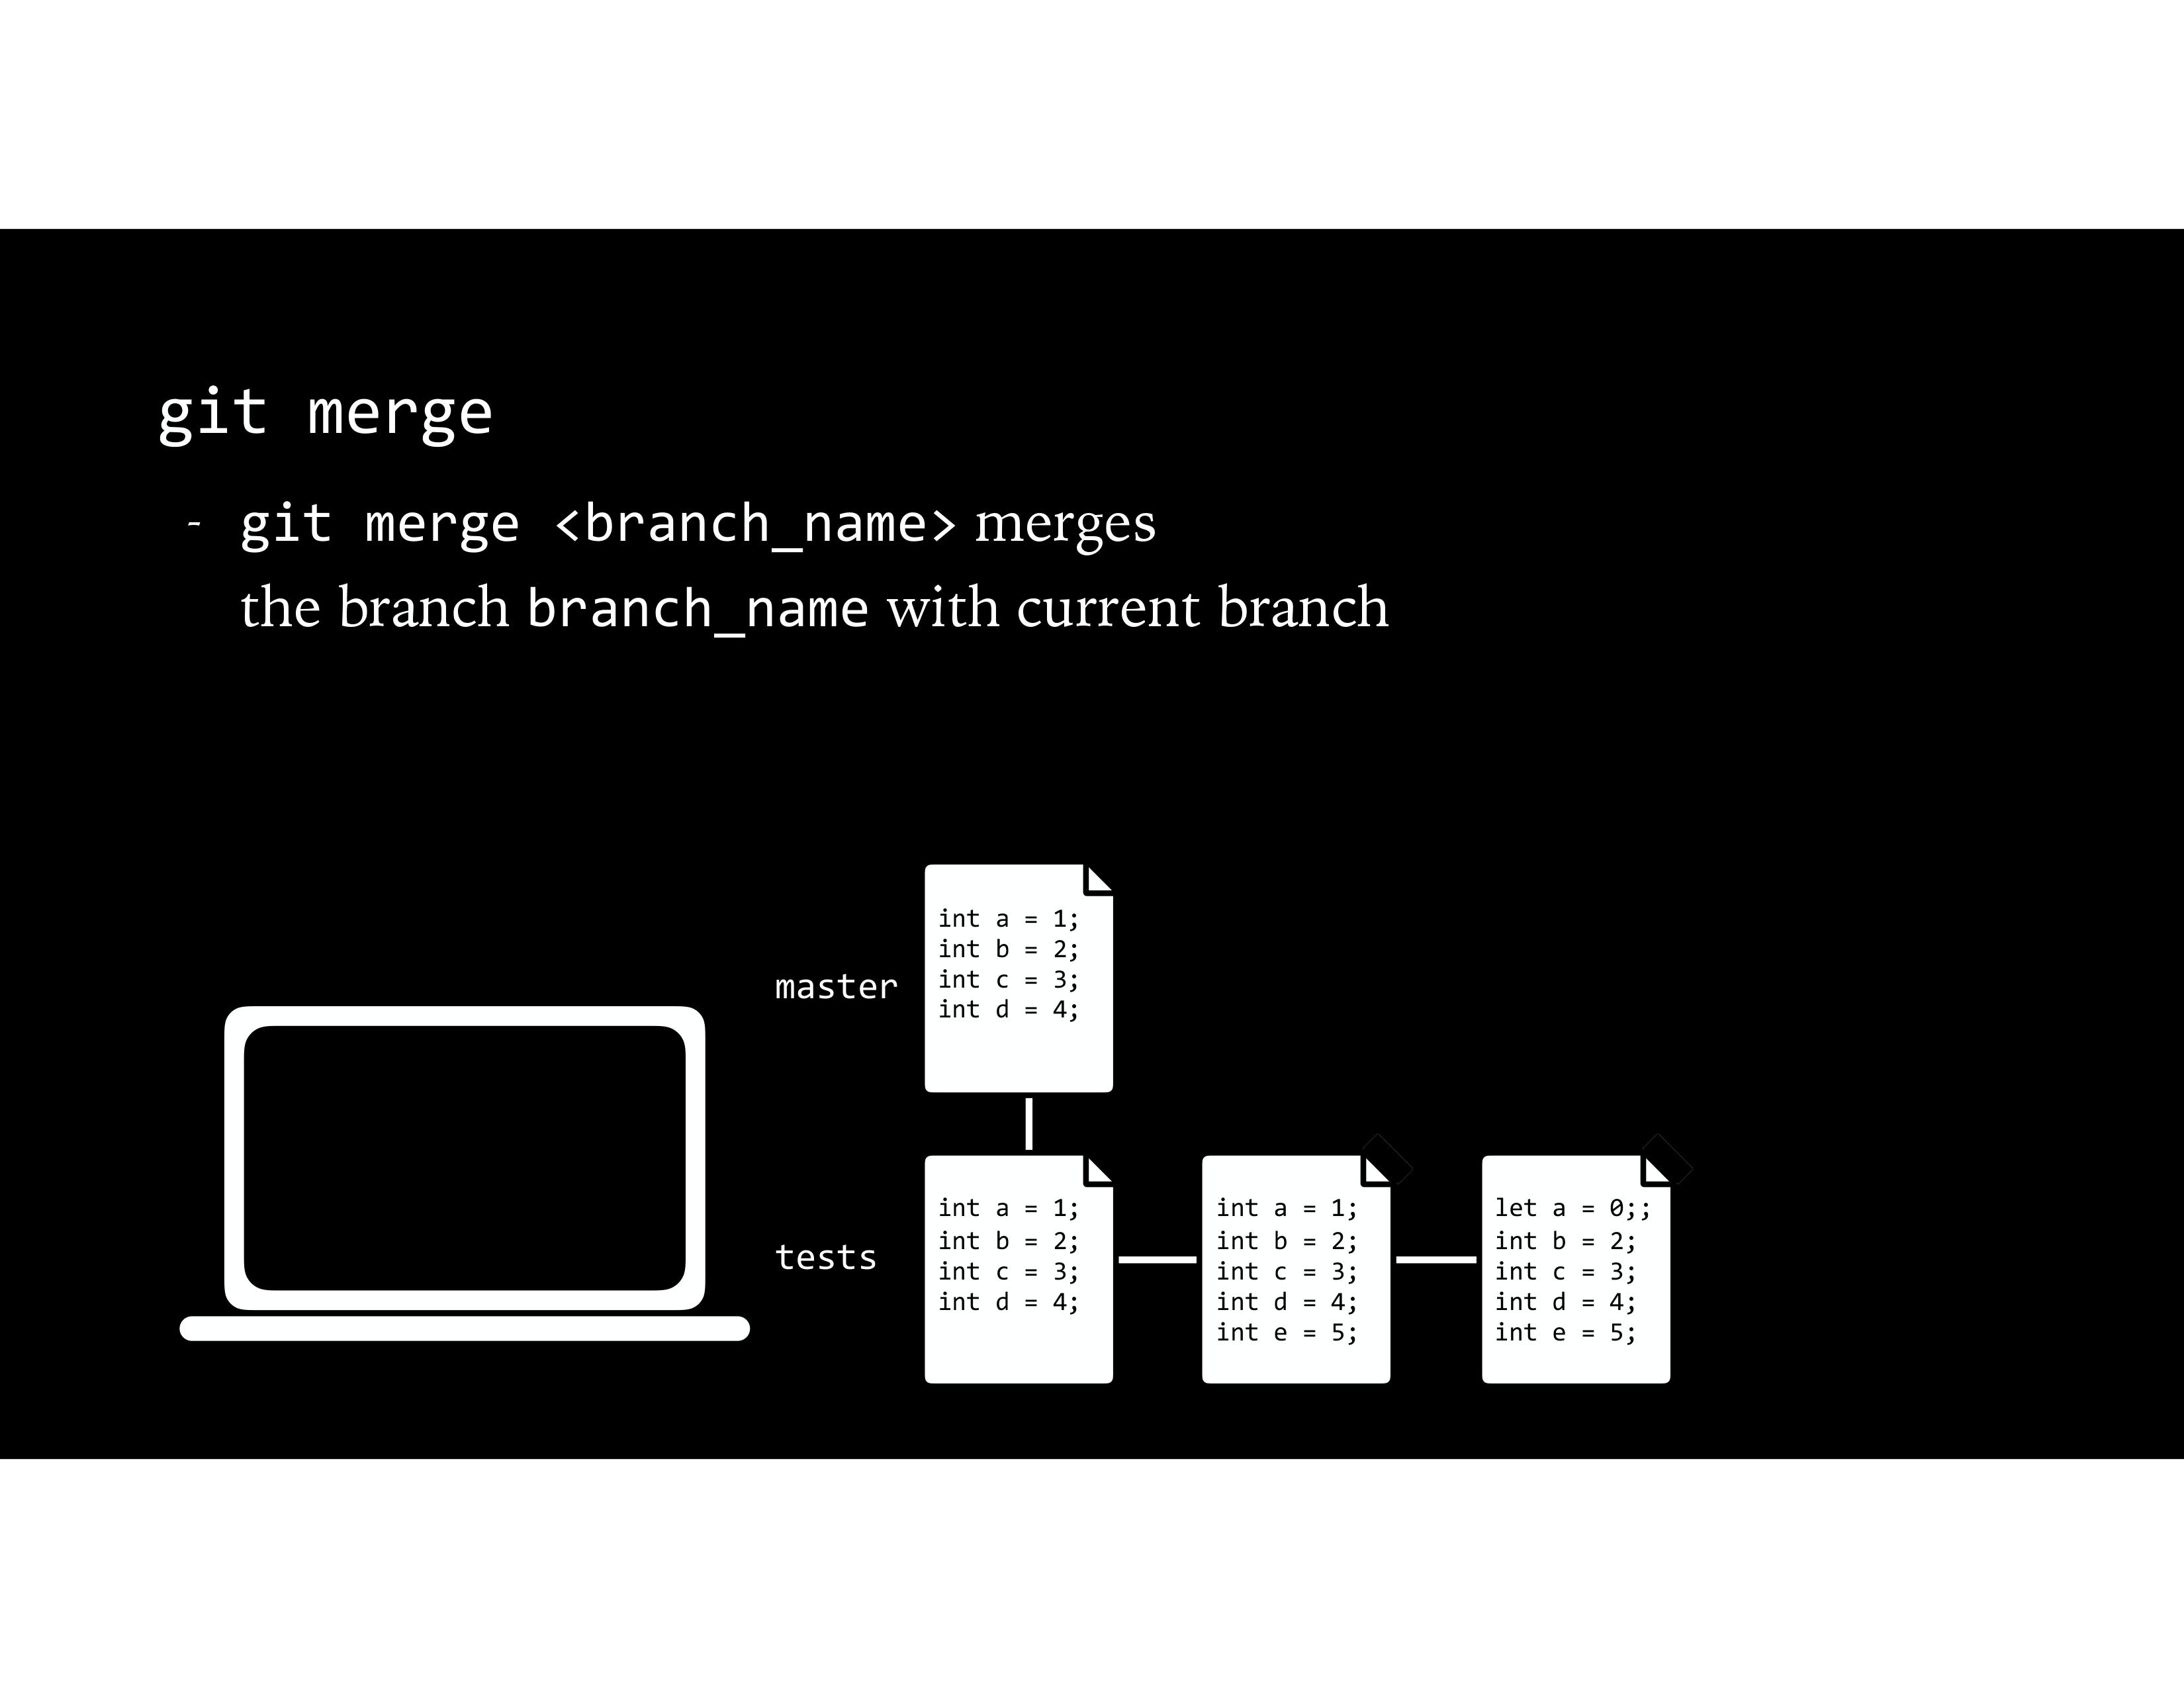 git merge
- git merge <branch_name> nerges
the branch branch_name with current branch
master
int a = 1;
int b = 2;
int c = 3;
int d = 4;
tests
int a = 1;
int b = 2;
int c = 3;
int d = 4;
int a = 1;
int b = 2;
int c = 3;
int d = 4;
int e = 5;
let a = 0;;
int b = 2;
int c = 3;
int d = 4;
int e = 5;